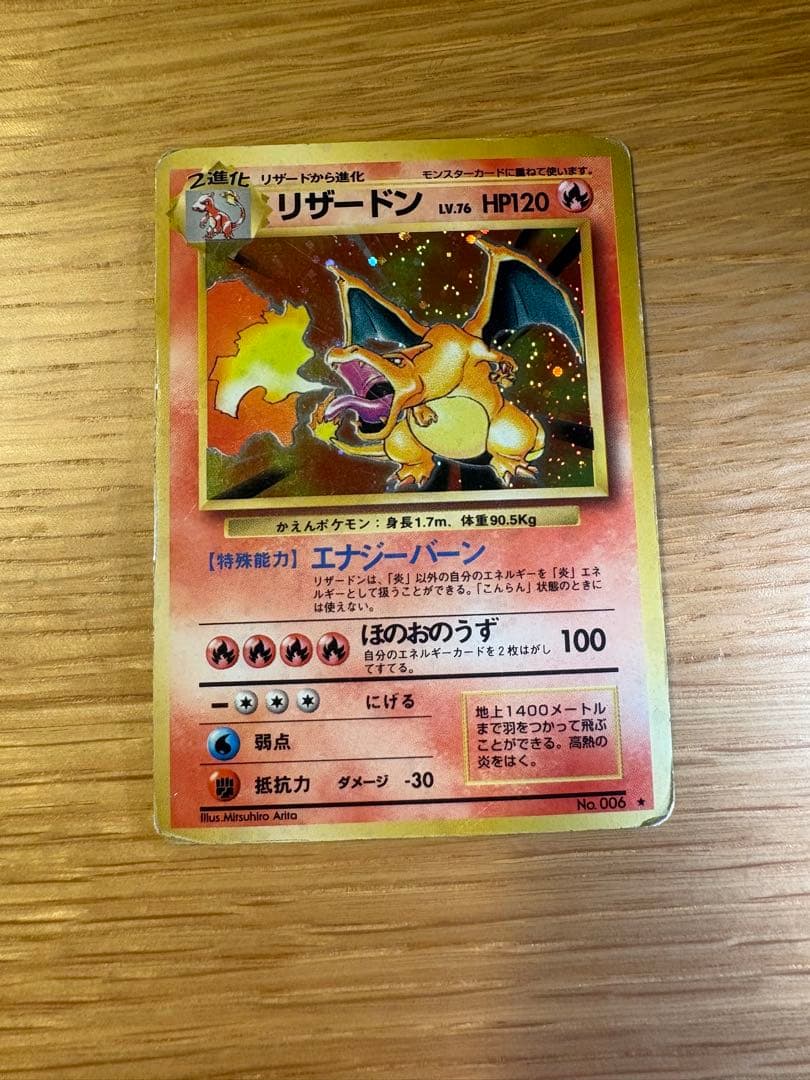 2進化 リザードから進化 モンスターカードに重ねて使います。
リザードン LV.76 HP120
かえんポケモン：身長1.7m、体重90.5Kg
【特殊能力】エナジーバーン
リザードンは、「炎」以外の自分のエネルギーを「炎」エネ
ルギーとして扱うことができる。「こんらん」状態のときに
は使えない。
ほのおのうず 100
自分のエネルギーカードを2枚はがし
てすてる。
にげる
弱点
抵抗力 ダメージ -30
地上1400メートル
まで羽をつかって飛ぶ
ことができる。高熱の
炎をはく。
No. 006
Illus.Mitsuhiro Arita